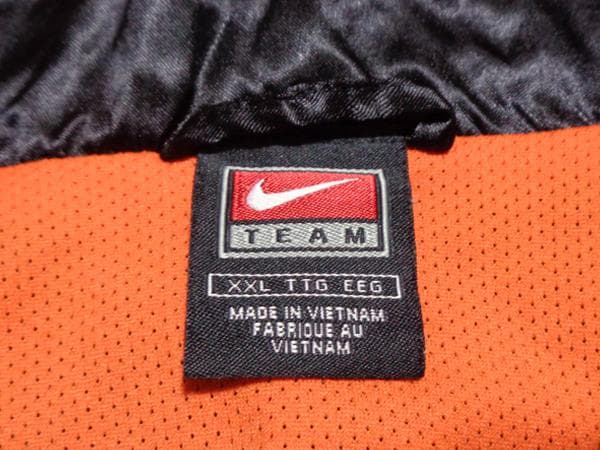 TEAM
XXL TTG EEG
MADE IN VIETNAM
FABRIQUE AU
VIETNAM